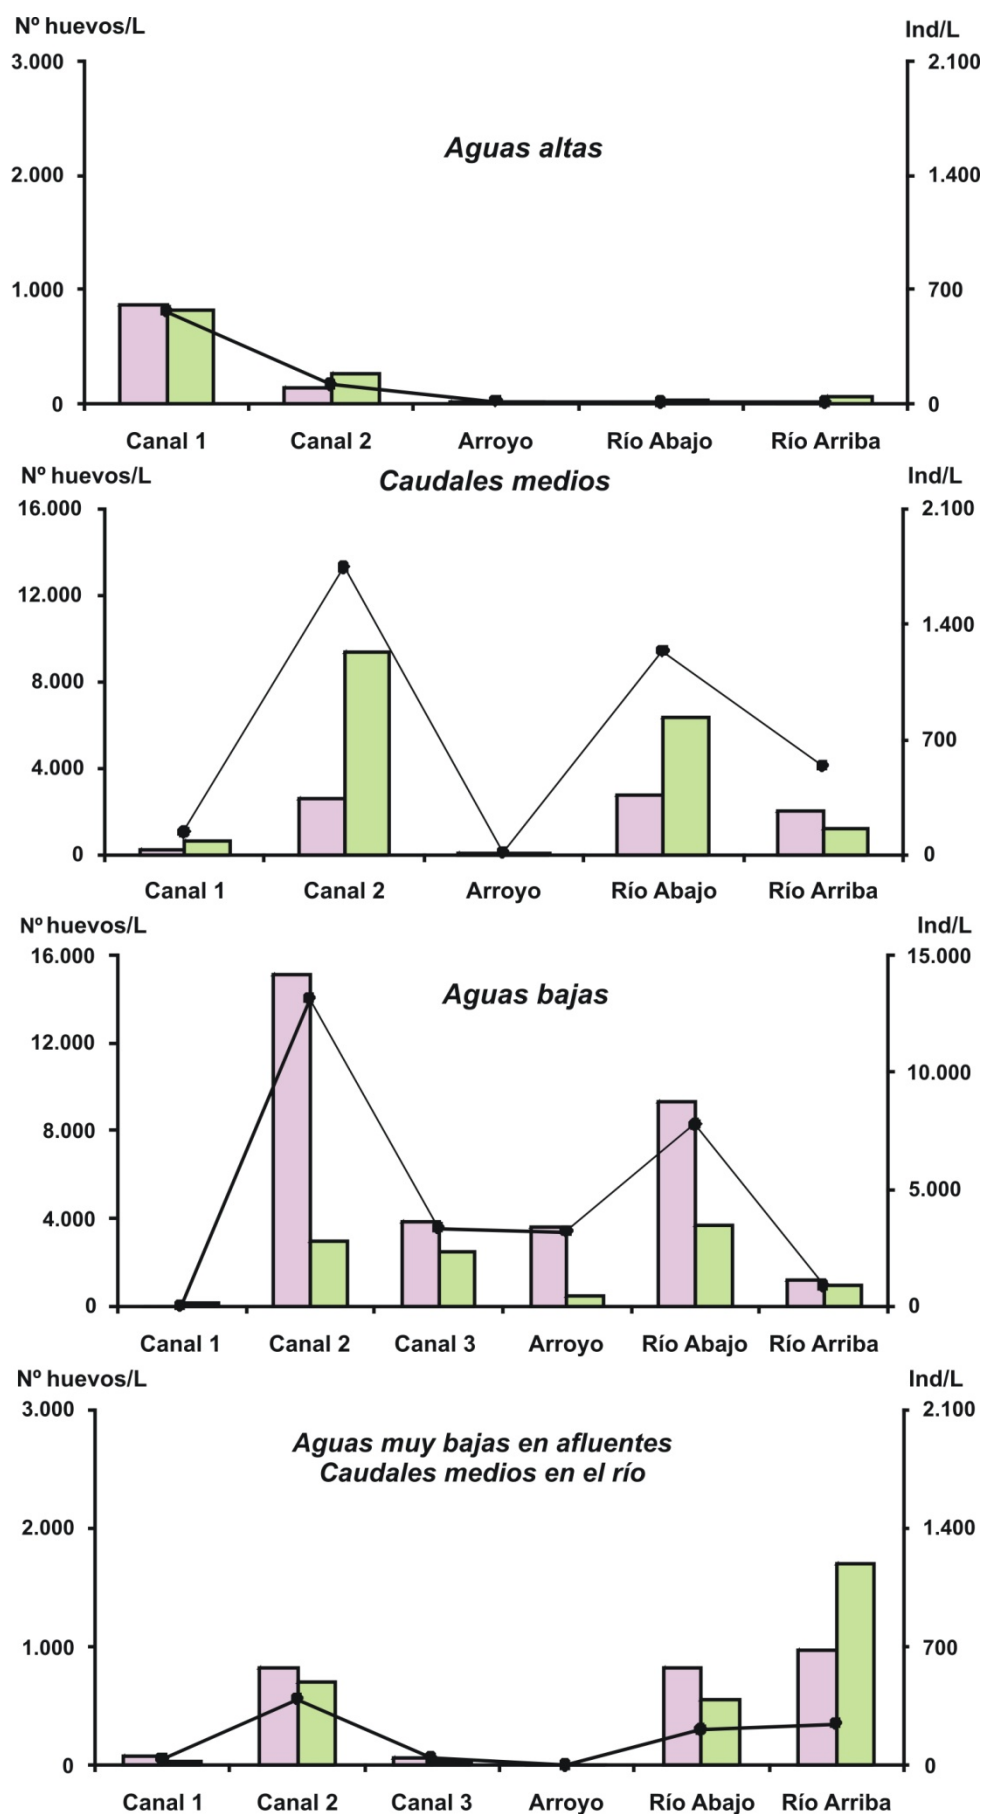 Nº huevos/L
Ind/L
3.000
2.100
Aguas altas
2.000
1.400
1.000
700
0
0
Canal 1 Canal 2 Arroyo Río Abajo Río Arriba
Nº huevos/L
Caudales medios
Ind/L
16.000
2.100
12.000
1.400
8.000
700
4.000
0
0
Canal 1 Canal 2 Arroyo Río Abajo Río Arriba
Nº huevos/L
Ind/L
16.000
15.000
Aguas bajas
12.000
10.000
8.000
5.000
4.000
0
0
Canal 1 Canal 2 Canal 3 Arroyo Río Abajo Río Arriba
Nº huevos/L
Ind/L
3.000
2.100
Aguas muy bajas en afluentes
Caudales medios en el río
2.000
1.400
1.000
700
0
0
Canal 1 Canal 2 Canal 3 Arroyo Río Abajo Río Arriba